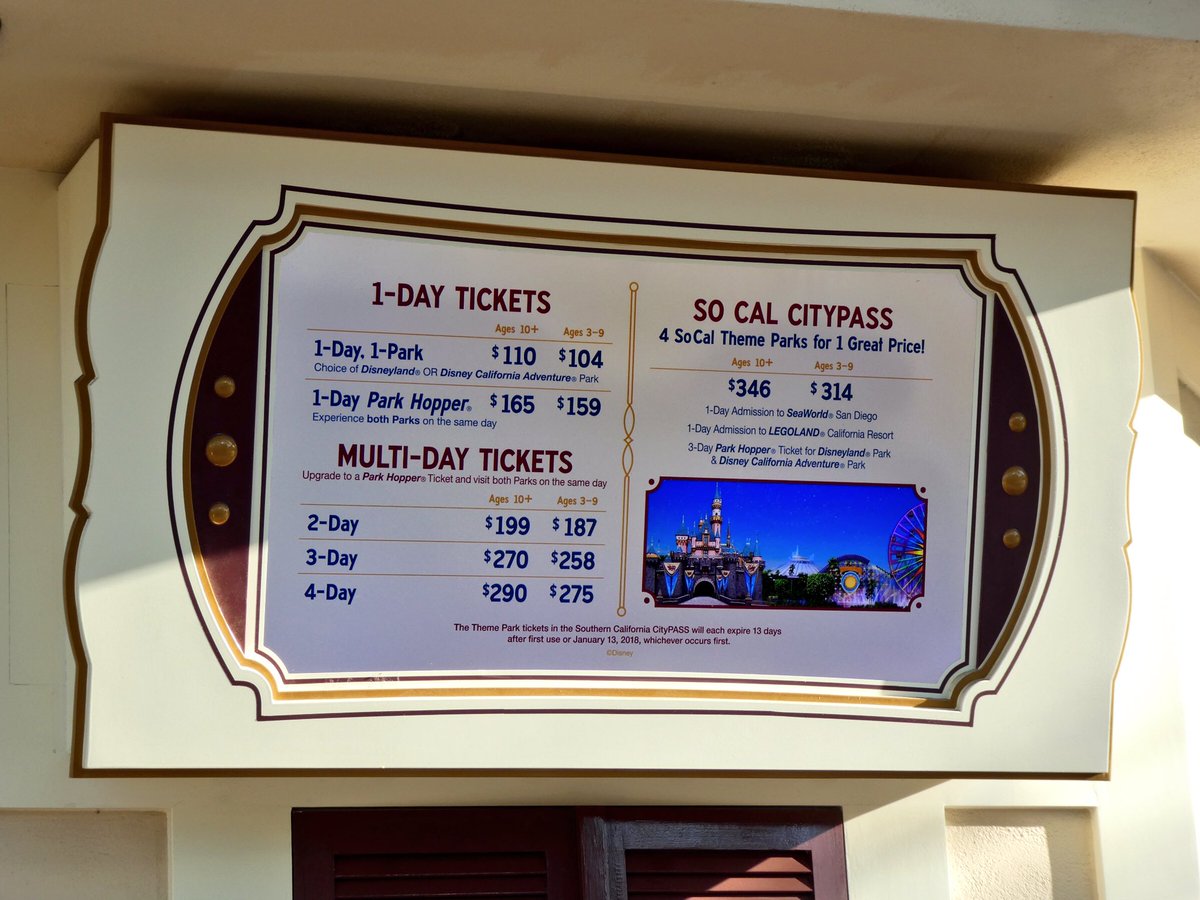 1-DAY TICKETS
Ages 10+ Ages 3-9
1-Day, 1-Park $110 $104
Choice of Disneyland® OR Disney California Adventure® Park
1-Day Park Hopper® $165 $159
Experience both Parks on the same day
MULTI-DAY TICKETS
Upgrade to a Park Hopper® Ticket and visit both Parks on the same day
Ages 10+ Ages 3-9
2-Day $199 $187
3-Day $270 $258
4-Day $290 $275
SO CAL CITYPASS
4 SoCal Theme Parks for 1 Great Price!
Ages 10+ Ages 3-9
$346 $314
1-Day Admission to SeaWorld® San Diego
1-Day Admission to LEGOLAND® California Resort
3-Day Park Hopper® Ticket for Disneyland® Park
& Disney California Adventure® Park
The Theme Park tickets in the Southern California CityPASS will each expire 13 days
after first use or January 13, 2018, whichever occurs first.
©Disney